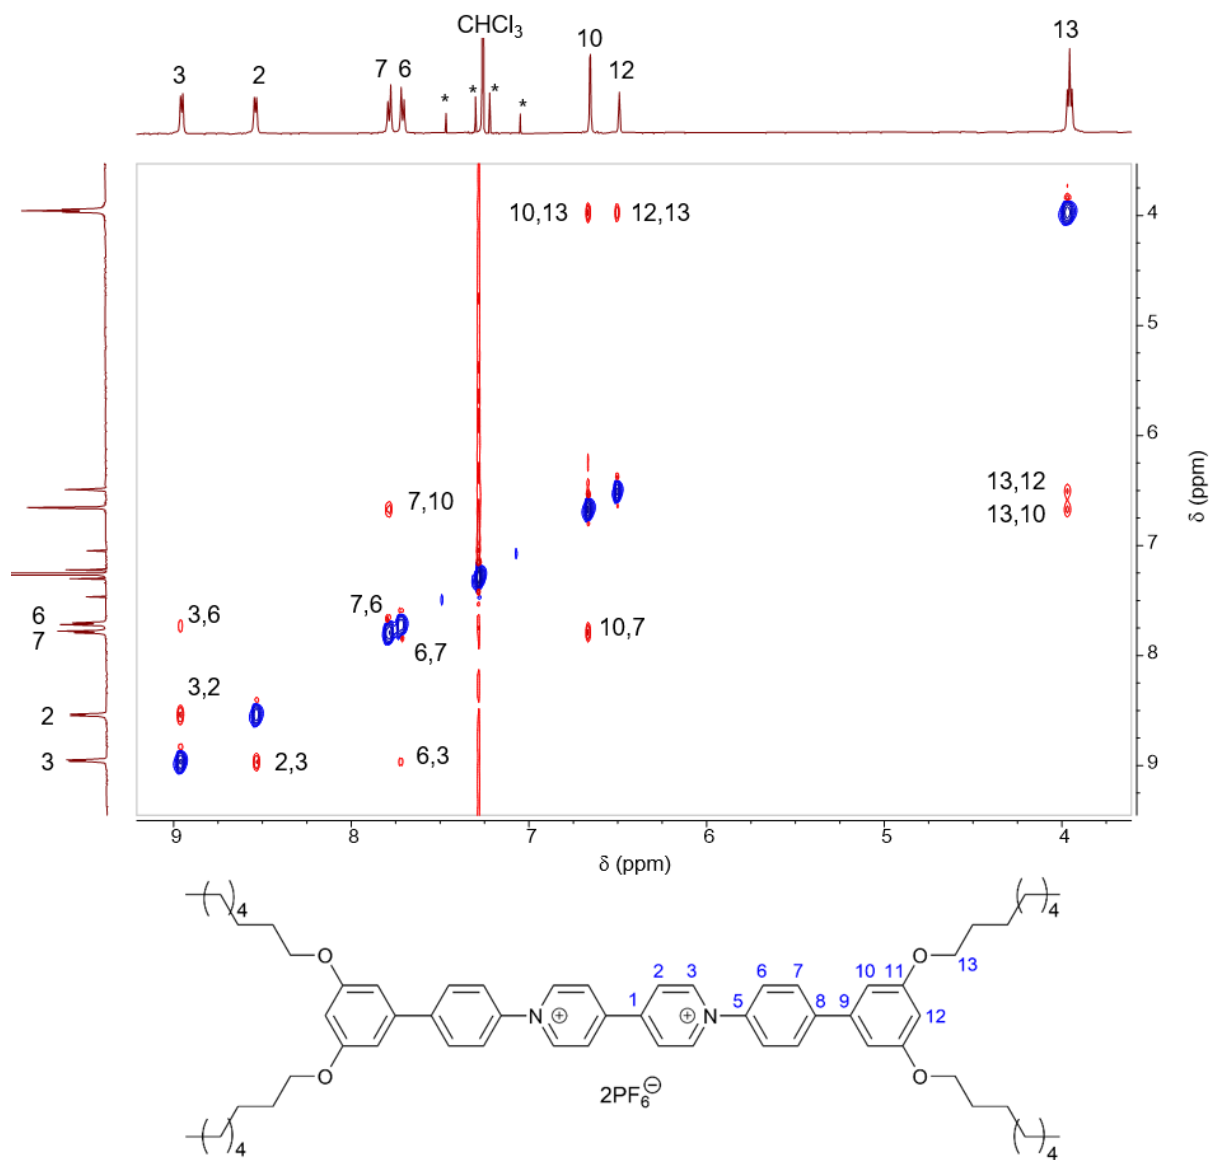 CHCl3
3 2 7 6 * * * * 10 12 13
10,13 12,13
4
5
6
7,10
13,12
13,10
7
3,6 7,6
6
7
6,7 10,7
8
3,2
2
3
2,3 6,3
9
δ (ppm)
9 8 7 6 5 4
δ (ppm)
( )4 ( )4
O O
2 3 6 7 10 11 13
1 5 8 9 12
N + + N
O O
2PF6⊖
( )4 ( )4